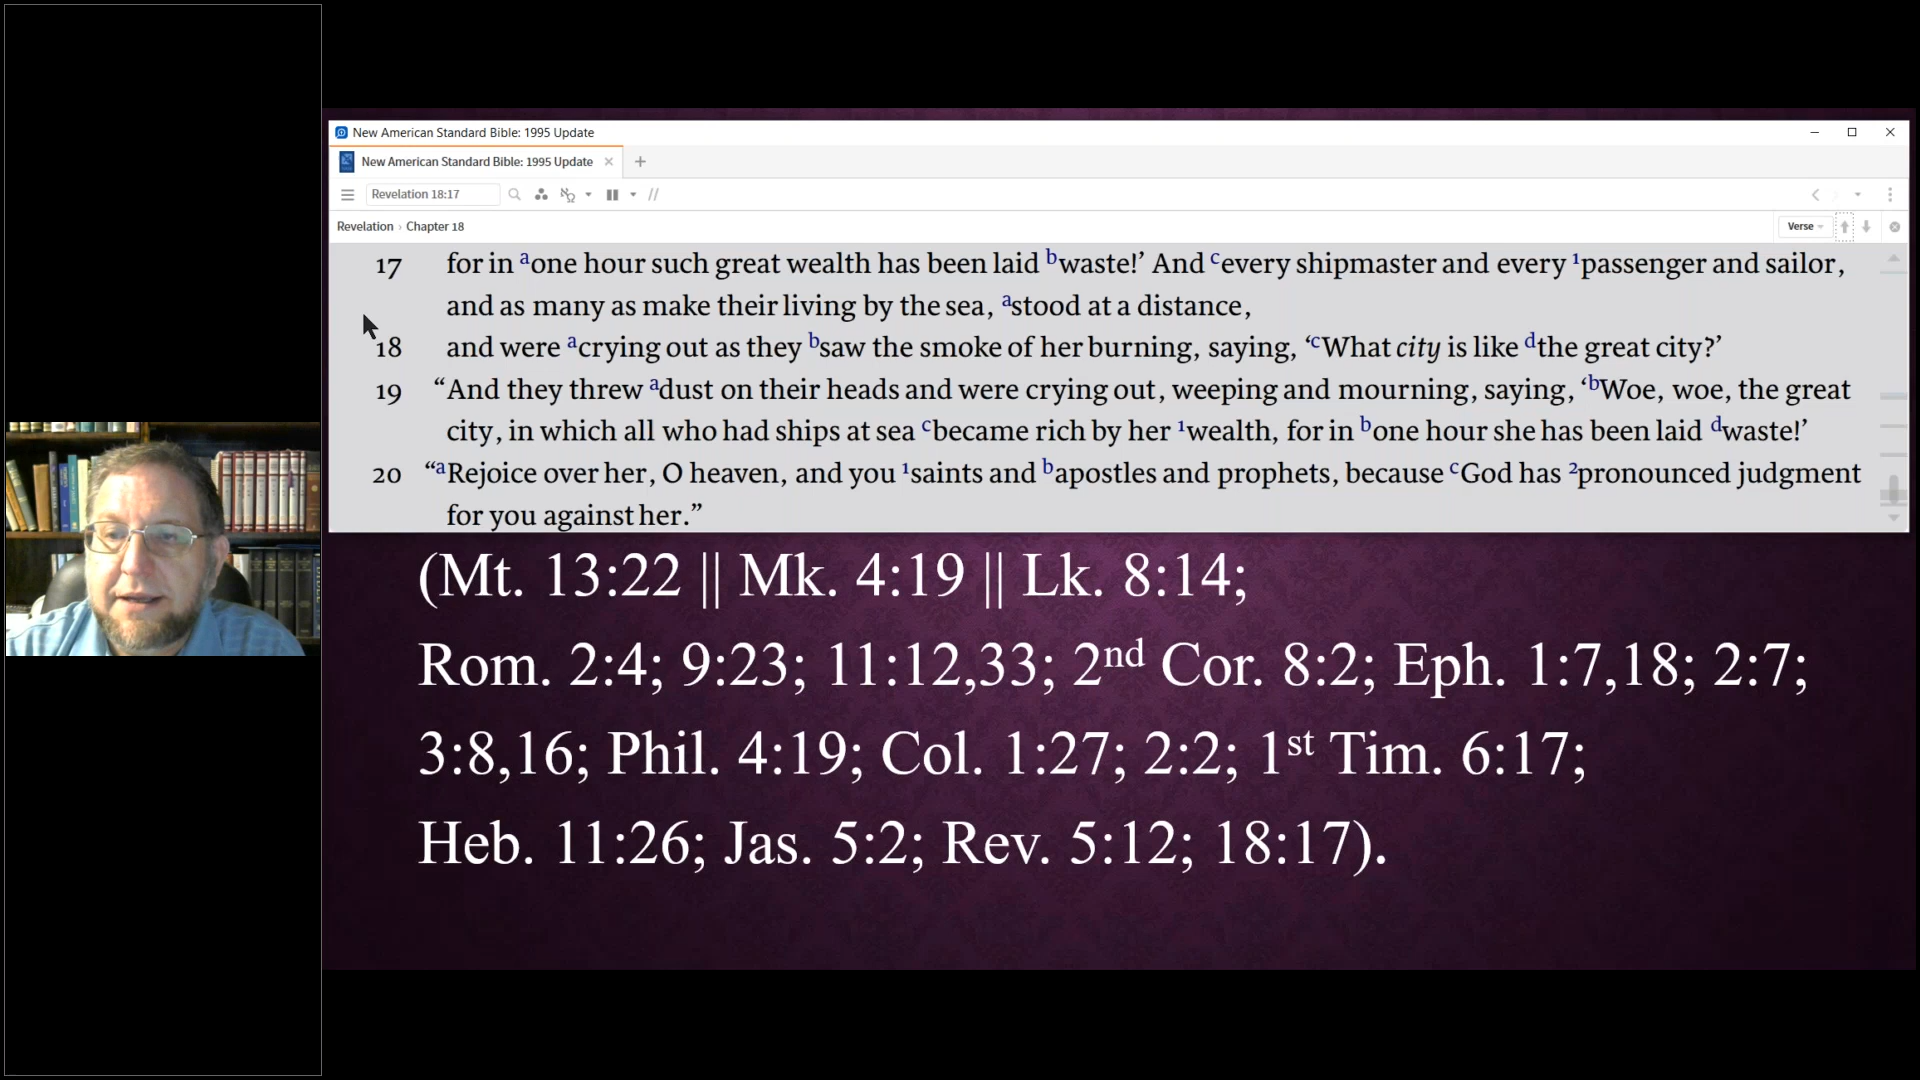 New American Standard Bible: 1995 Update
New American Standard Bible: 1995 Update
Revelation 18:17
Revelation › Chapter 18
Verse
17 for in ᵃone hour such great wealth has been laid ᵇwaste!’ And ᶜevery shipmaster and every ¹passenger and sailor,
and as many as make their living by the sea, ᵃstood at a distance,
18 and were ᵃcrying out as they ᵇsaw the smoke of her burning, saying, ‘ᶜWhat city is like ᵈthe great city?’
19 “And they threw ᵃdust on their heads and were crying out, weeping and mourning, saying, ‘ᵇWoe, woe, the great
city, in which all who had ships at sea ᶜbecame rich by her ¹wealth, for in ᵇone hour she has been laid ᵈwaste!’
20 “ᵃRejoice over her, O heaven, and you ¹saints and ᵇapostles and prophets, because ᶜGod has ²pronounced judgment
for you against her.”
(Mt. 13:22 || Mk. 4:19 || Lk. 8:14;
Rom. 2:4; 9:23; 11:12,33; 2ⁿᵈ Cor. 8:2; Eph. 1:7,18; 2:7;
3:8,16; Phil. 4:19; Col. 1:27; 2:2; 1ˢᵗ Tim. 6:17;
Heb. 11:26; Jas. 5:2; Rev. 5:12; 18:17).